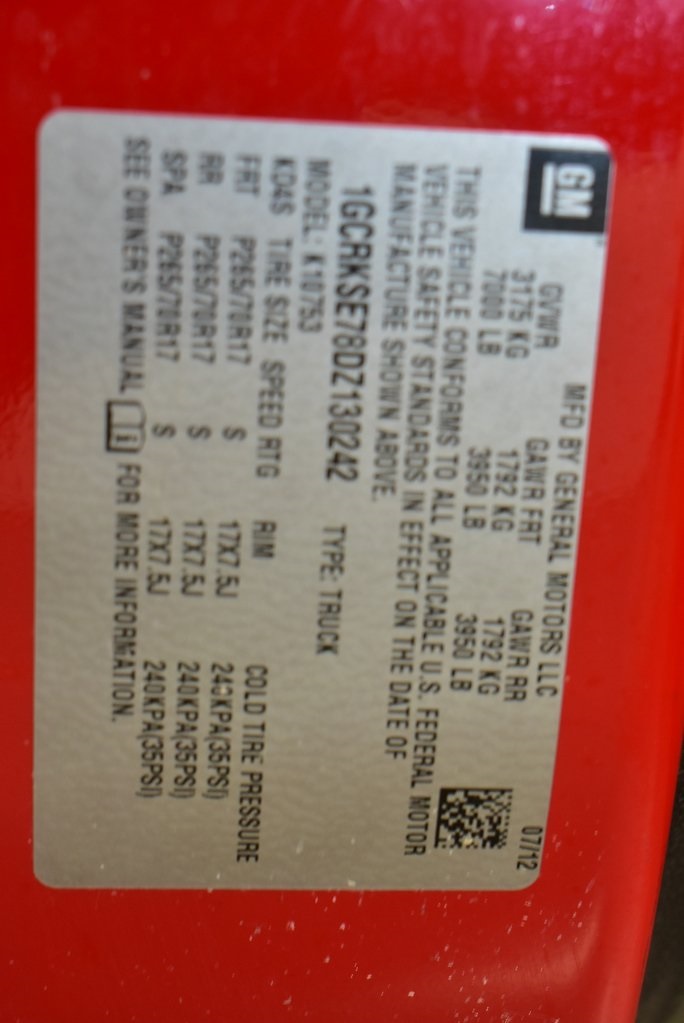 GM
MFD BY GENERAL MOTORS LLC 07/12
GVWR GAWR FRT GAWR RR
3175 KG 1792 KG 1792 KG
7000 LB 3950 LB 3950 LB
THIS VEHICLE CONFORMS TO ALL APPLICABLE U.S. FEDERAL MOTOR
VEHICLE SAFETY STANDARDS IN EFFECT ON THE DATE OF
MANUFACTURE SHOWN ABOVE.
1GCRKSE78DZ130242 TYPE: TRUCK
MODEL: K10753
KD4S TIRE SIZE SPEED RTG RIM COLD TIRE PRESSURE
FRT P265/70R17 S 17X7.5J 240KPA(35PSI)
RR P265/70R17 S 17X7.5J 240KPA(35PSI)
SPA P265/70R17 S 17X7.5J 240KPA(35PSI)
SEE OWNER'S MANUAL i FOR MORE INFORMATION.